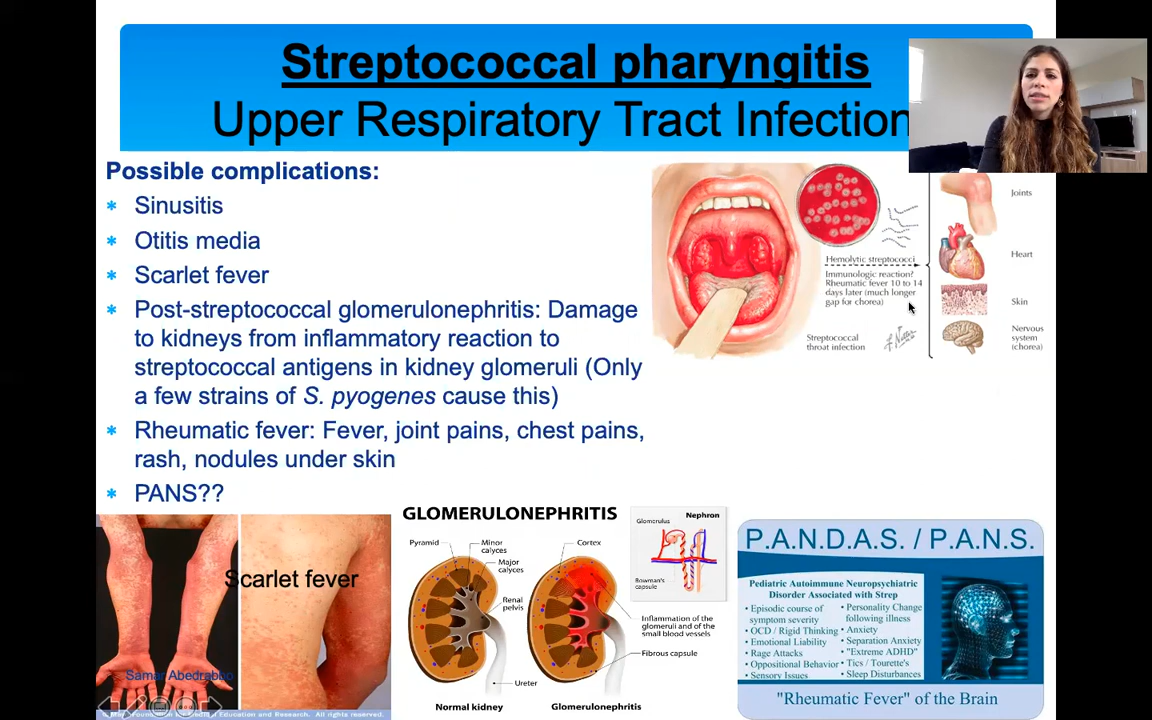 Streptococcal pharyngitis
Upper Respiratory Tract Infection
Possible complications:
* Sinusitis
* Otitis media
* Scarlet fever
* Post-streptococcal glomerulonephritis: Damage
to kidneys from inflammatory reaction to
streptococcal antigens in kidney glomeruli (Only
a few strains of S. pyogenes cause this)
* Rheumatic fever: Fever, joint pains, chest pains,
rash, nodules under skin
* PANS??
Joints
Heart
Skin
Nervous
system
(chorea)
Hemolytic streptococci
Immunologic reaction?
Rheumatic fever 10 to 14
days later (much longer
gap for chorea)
Streptococcal
throat infection
Scarlet fever
Samar Abedrabbo
Education and Research. All rights reserved.
GLOMERULONEPHRITIS
Pyramid
Minor
calyces
Major
calyces
Renal
pelvis
Ureter
Normal kidney
Cortex
Inflammation of the
glomeruli and of the
small blood vessels
Fibrous capsule
Glomerulonephritis
Nephron
Glomerulus
Bowman's
capsule
P.A.N.D.A.S. / P.A.N.S.
Pediatric Autoimmune Neuropsychiatric
Disorder Associated with Strep
• Episodic course of
symptom severity
• OCD / Rigid Thinking
• Emotional Liability
• Rage Attacks
• Oppositional Behavior
• Sensory Issues
• Personality Change
following illness
• Anxiety
• Separation Anxiety
• "Extreme ADHD"
• Tics / Tourette's
• Sleep Disturbances
"Rheumatic Fever" of the Brain